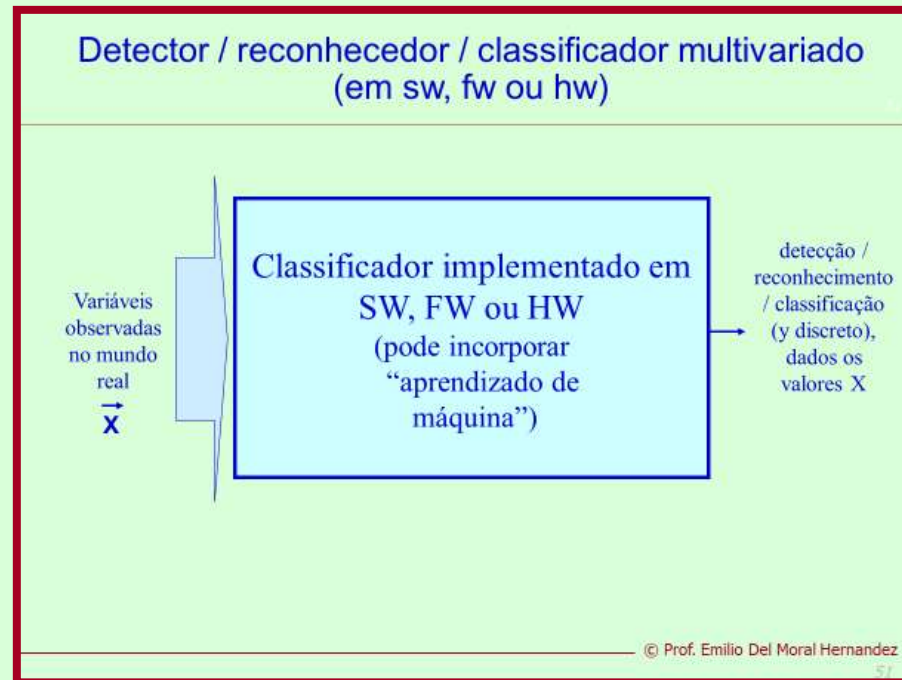 Detector / reconhecedor / classificador multivariado
(em sw, fw ou hw)
Variáveis
observadas
no mundo
real
X
Classificador implementado em
SW, FW ou HW
(pode incorporar
“aprendizado de
máquina”)
detecção /
reconhecimento
/ classificação
(y discreto),
dados os
valores X
© Prof. Emilio Del Moral Hernandez
51